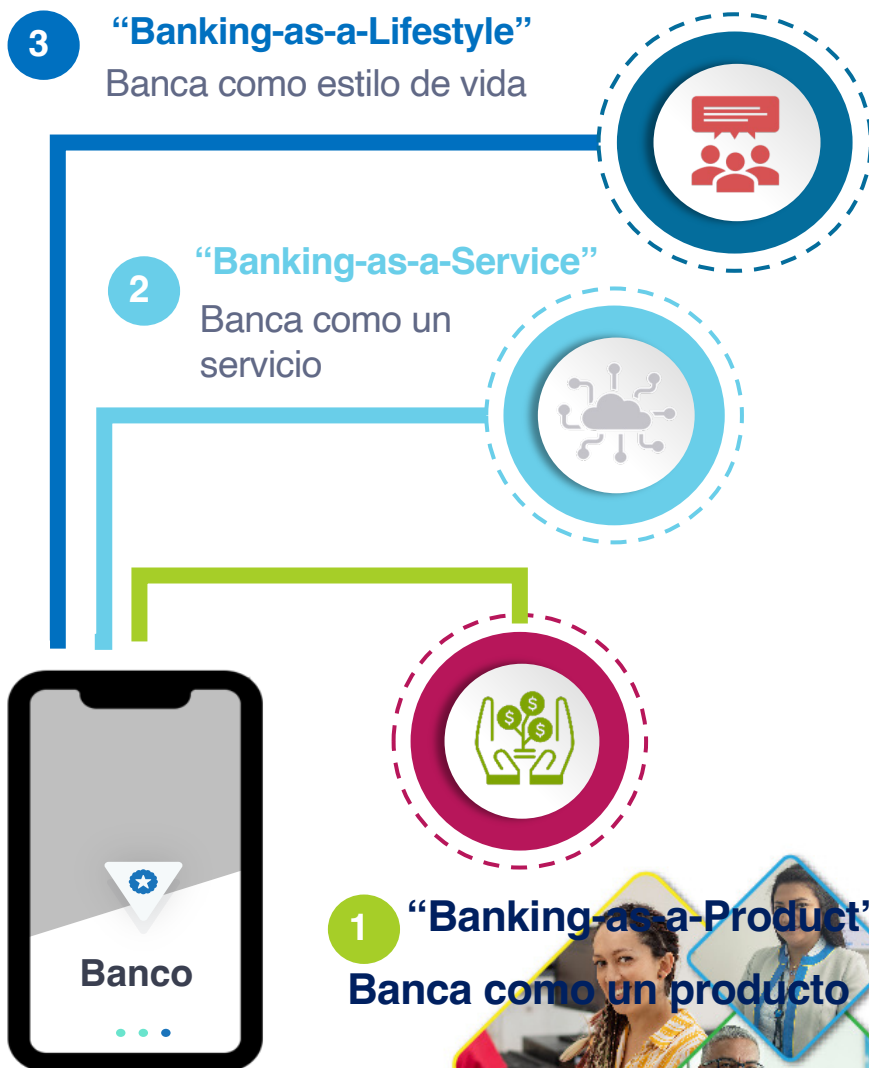 3
“Banking-as-a-Lifestyle”
Banca como estilo de vida
2
“Banking-as-a-Service”
Banca como un
servicio
$
$
$
1
“Banking-as-a-Product”
Banca como un producto
Banco